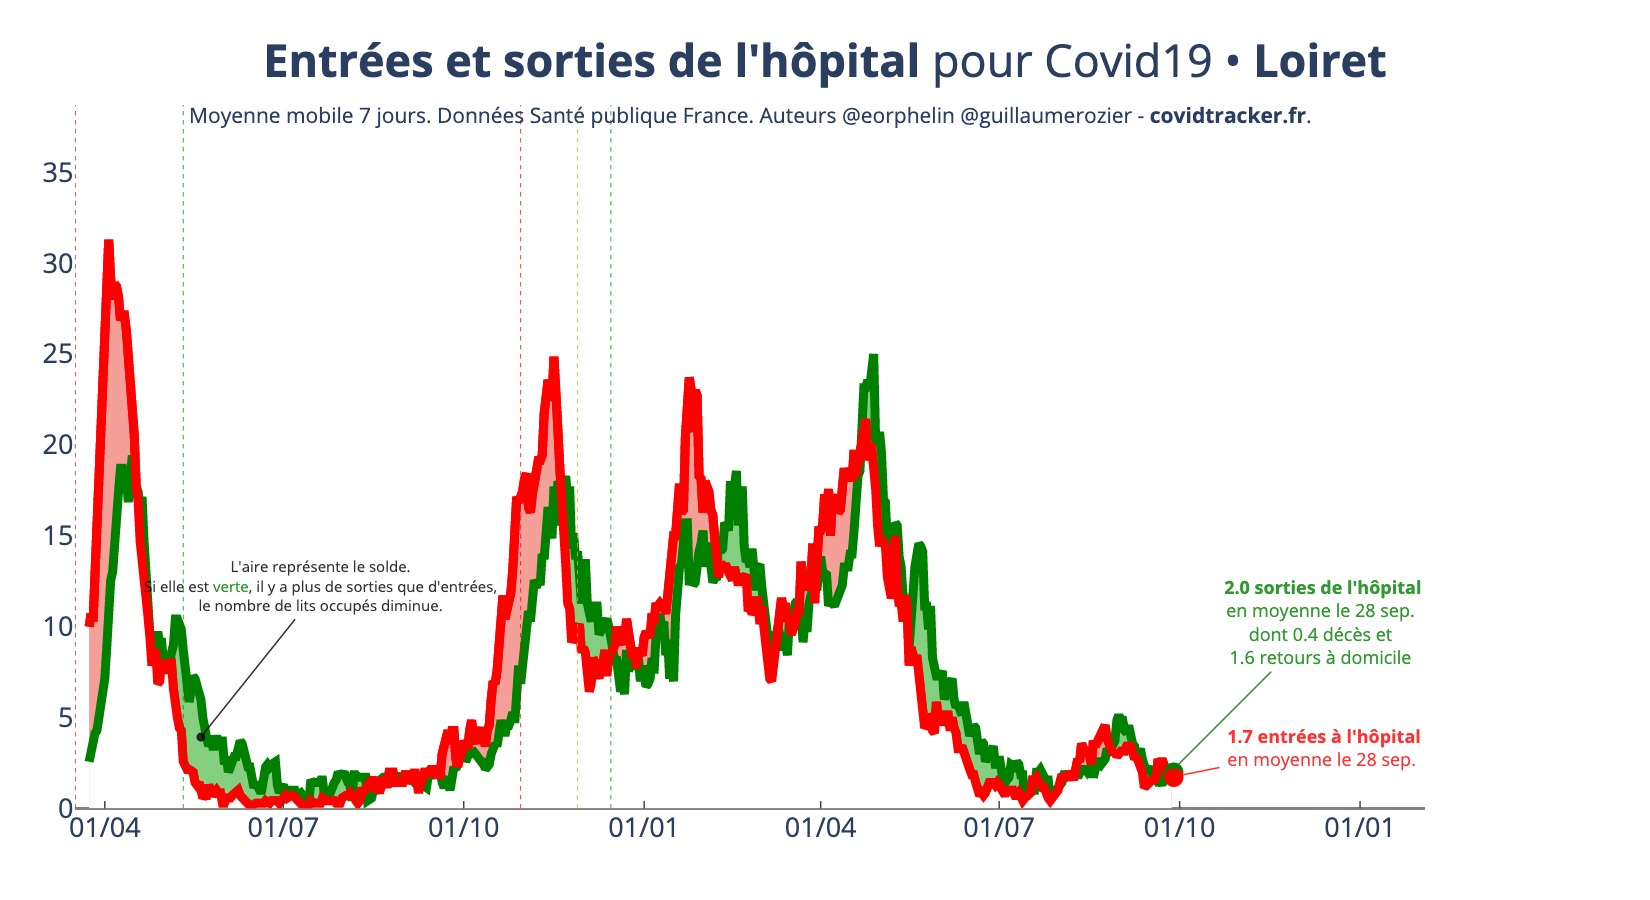 Entrées et sorties de l'hôpital pour Covid19 • Loiret
Moyenne mobile 7 jours. Données Santé publique France. Auteurs @eorphelin @guillaumerozier - covidtracker.fr.
35
30
25
20
15
10
5
0
L'aire représente le solde.
Si elle est verte, il y a plus de sorties que d'entrées,
le nombre de lits occupés diminue.
2.0 sorties de l'hôpital
en moyenne le 28 sep.
dont 0.4 décès et
1.6 retours à domicile
1.7 entrées à l'hôpital
en moyenne le 28 sep.
01/04 01/07 01/10 01/01 01/04 01/07 01/10 01/01